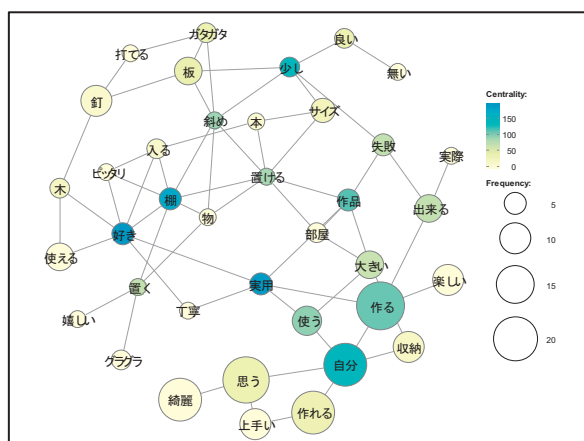 ガタガタ
打てる
良い
板
少し
無い
釘
サイズ
斜め
本
入る
失敗
実際
ピッタリ
置ける
木
棚
作品
出来る
物
好き
部屋
使える
大きい
置く
実用
楽しい
嬉しい
丁寧
作る
使う
グラグラ
収納
自分
思う
綺麗
作れる
上手い
Centrality:
150
100
50
0
Frequency:
5
10
15
20